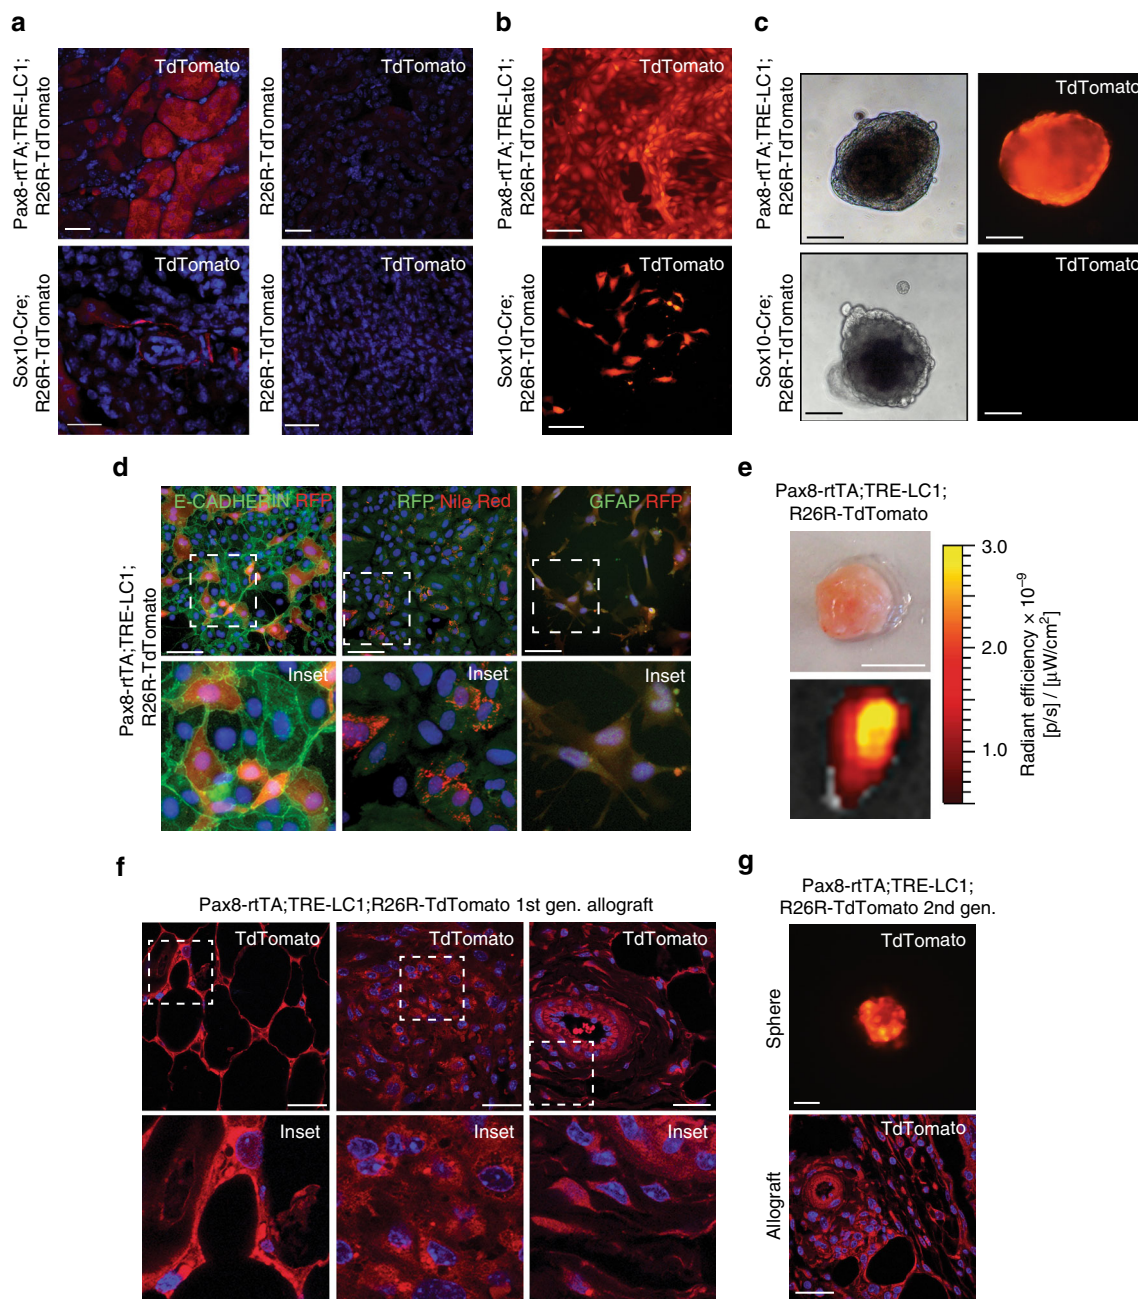 a
Pax8-rtTA;TRE-LC1;
R26R-TdTomato
TdTomato
R26R-TdTomato
TdTomato
Sox10-Cre;
R26R-TdTomato
TdTomato
R26R-TdTomato
TdTomato
b
Pax8-rtTA;TRE-LC1;
R26R-TdTomato
TdTomato
Sox10-Cre;
R26R-TdTomato
TdTomato
c
Pax8-rtTA;TRE-LC1;
R26R-TdTomato
TdTomato
Sox10-Cre;
R26R-TdTomato
TdTomato
d
Pax8-rtTA;TRE-LC1;
R26R-TdTomato
E-CADHERIN RFP
RFP Nile Red
GFAP RFP
Inset
Inset
Inset
e
Pax8-rtTA;TRE-LC1;
R26R-TdTomato
3.0
2.0
1.0
Radiant efficiency × 10⁻⁹
[p/s] / [µW/cm²]
f
Pax8-rtTA;TRE-LC1;R26R-TdTomato 1st gen. allograft
TdTomato
TdTomato
TdTomato
Inset
Inset
Inset
g
Pax8-rtTA;TRE-LC1;
R26R-TdTomato 2nd gen.
Sphere
TdTomato
Allograft
TdTomato